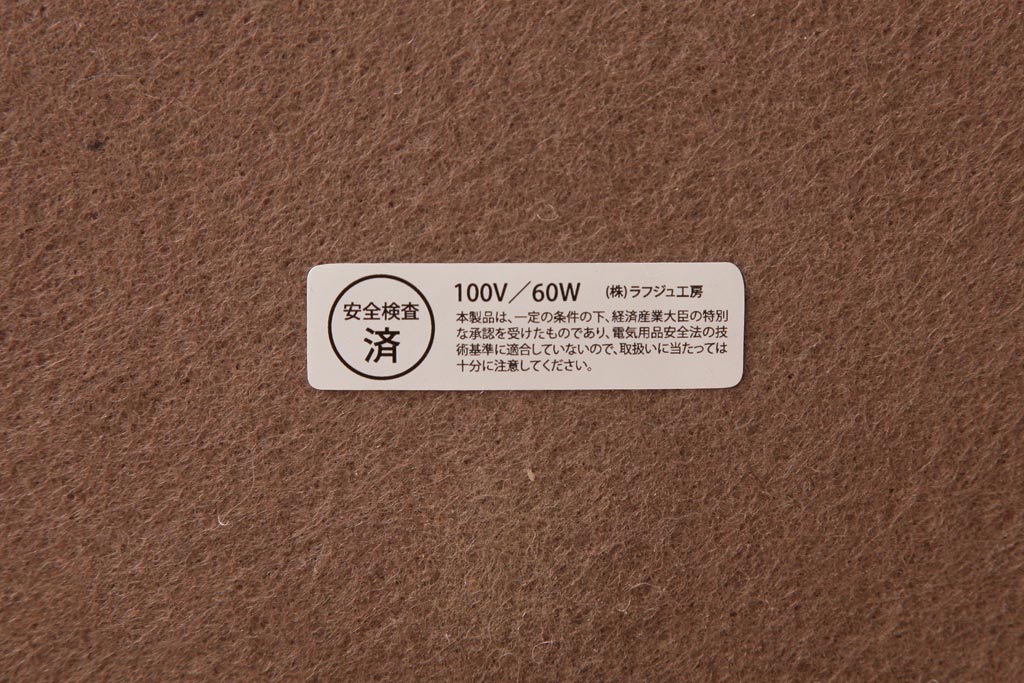 安全検査
済
100V／60W (株)ラフジュ工房
本製品は、一定の条件の下、経済産業大臣の特別
な承認を受けたものであり、電気用品安全法の技
術基準に適合していないので、取扱いに当たっては
十分に注意してください。